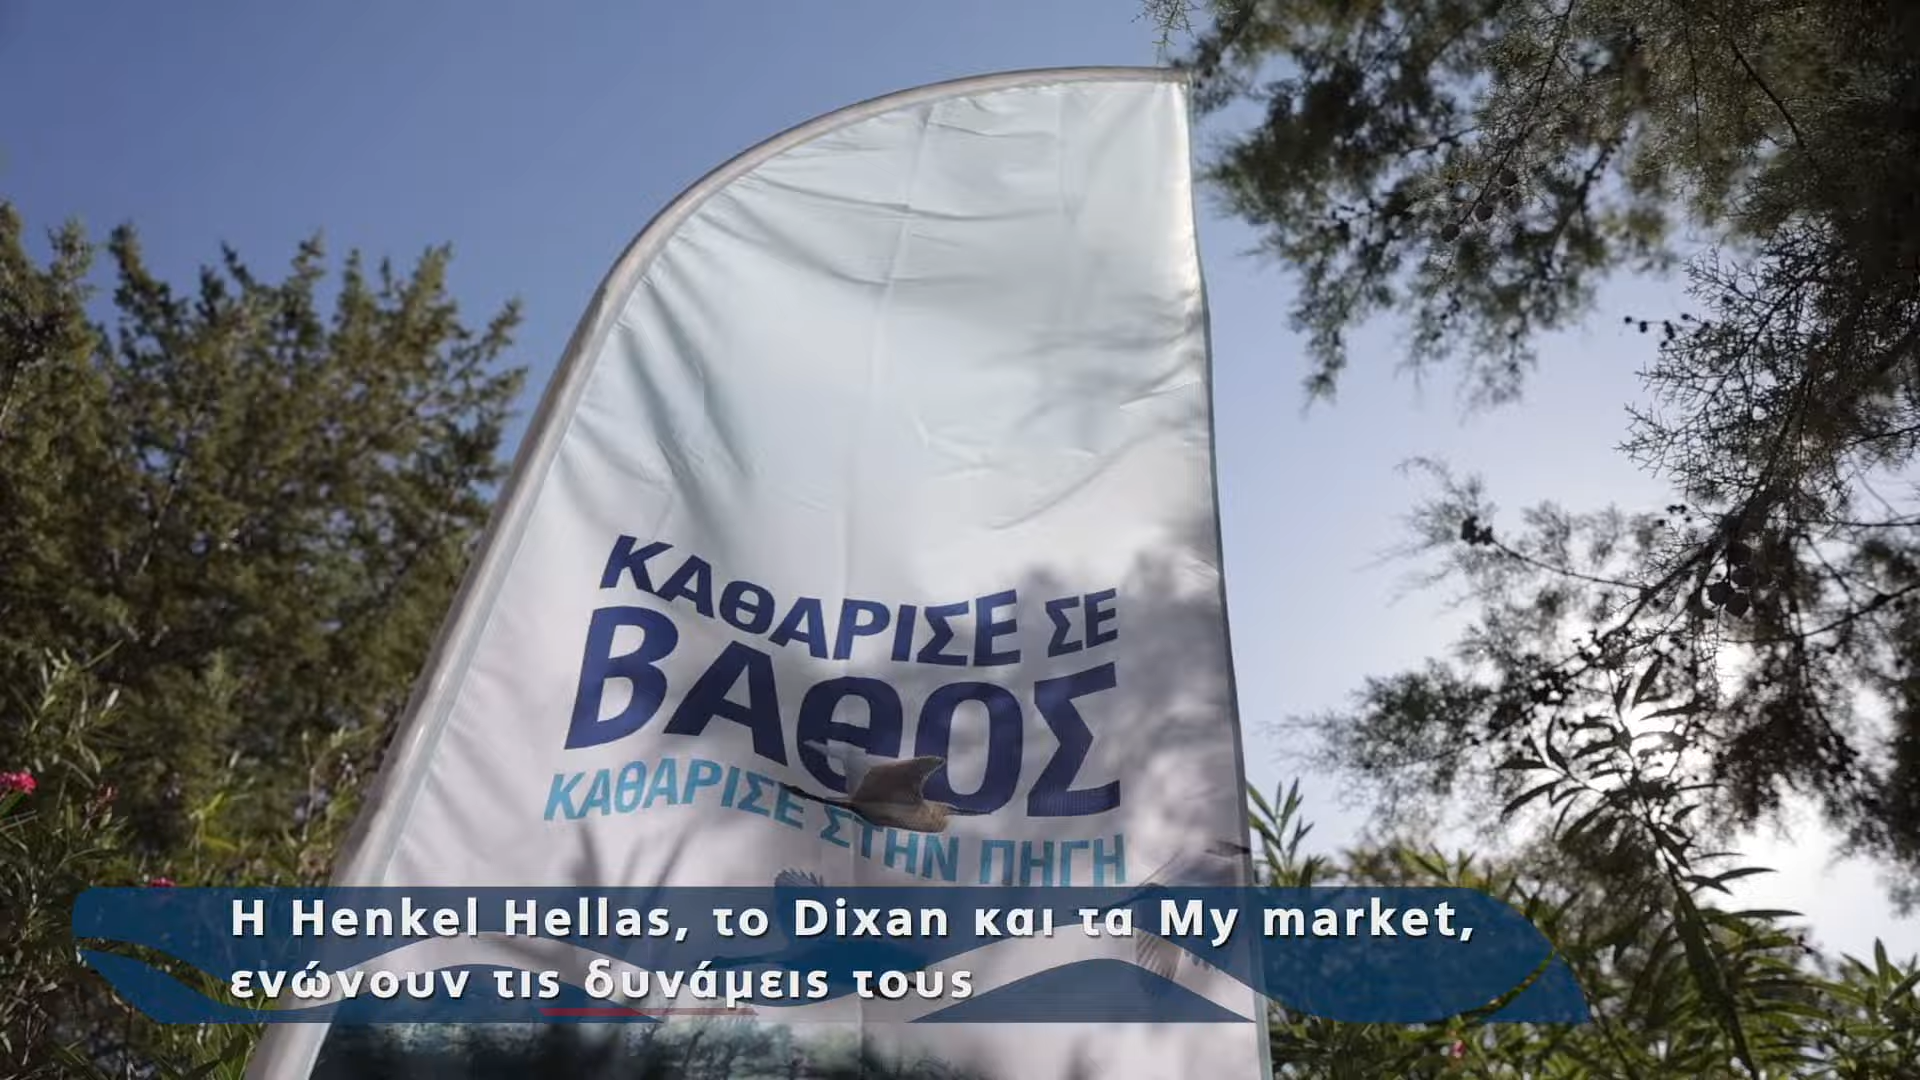 ΚΑΘΑΡΙΣΕ ΣΕ
ΒΑΘΟΣ
ΚΑΘΑΡΙΣΕ ΣΤΗΝ ΠΗΓΗ
Η Henkel Hellas, το Dixan και τα My market,
ενώνουν τις δυνάμεις τους